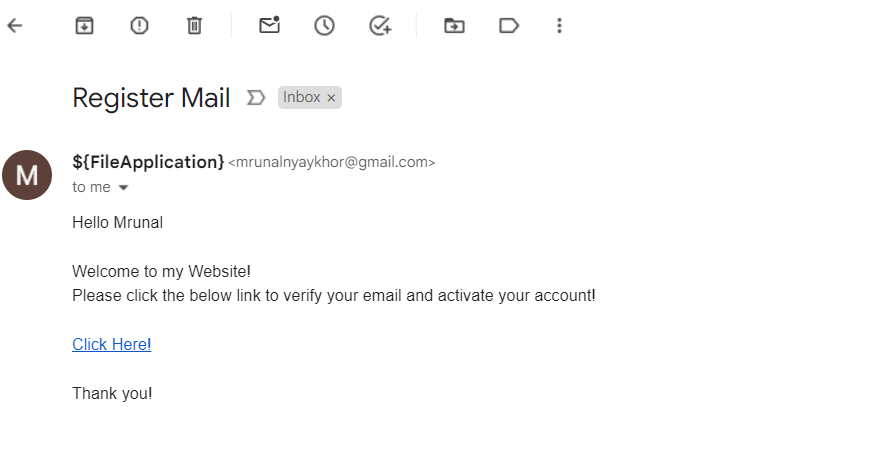 Register Mail Inbox ×
M
${FileApplication} <mrunalnyaykhor@gmail.com>
to me
Hello Mrunal
Welcome to my Website!
Please click the below link to verify your email and activate your account!
Click Here!
Thank you!